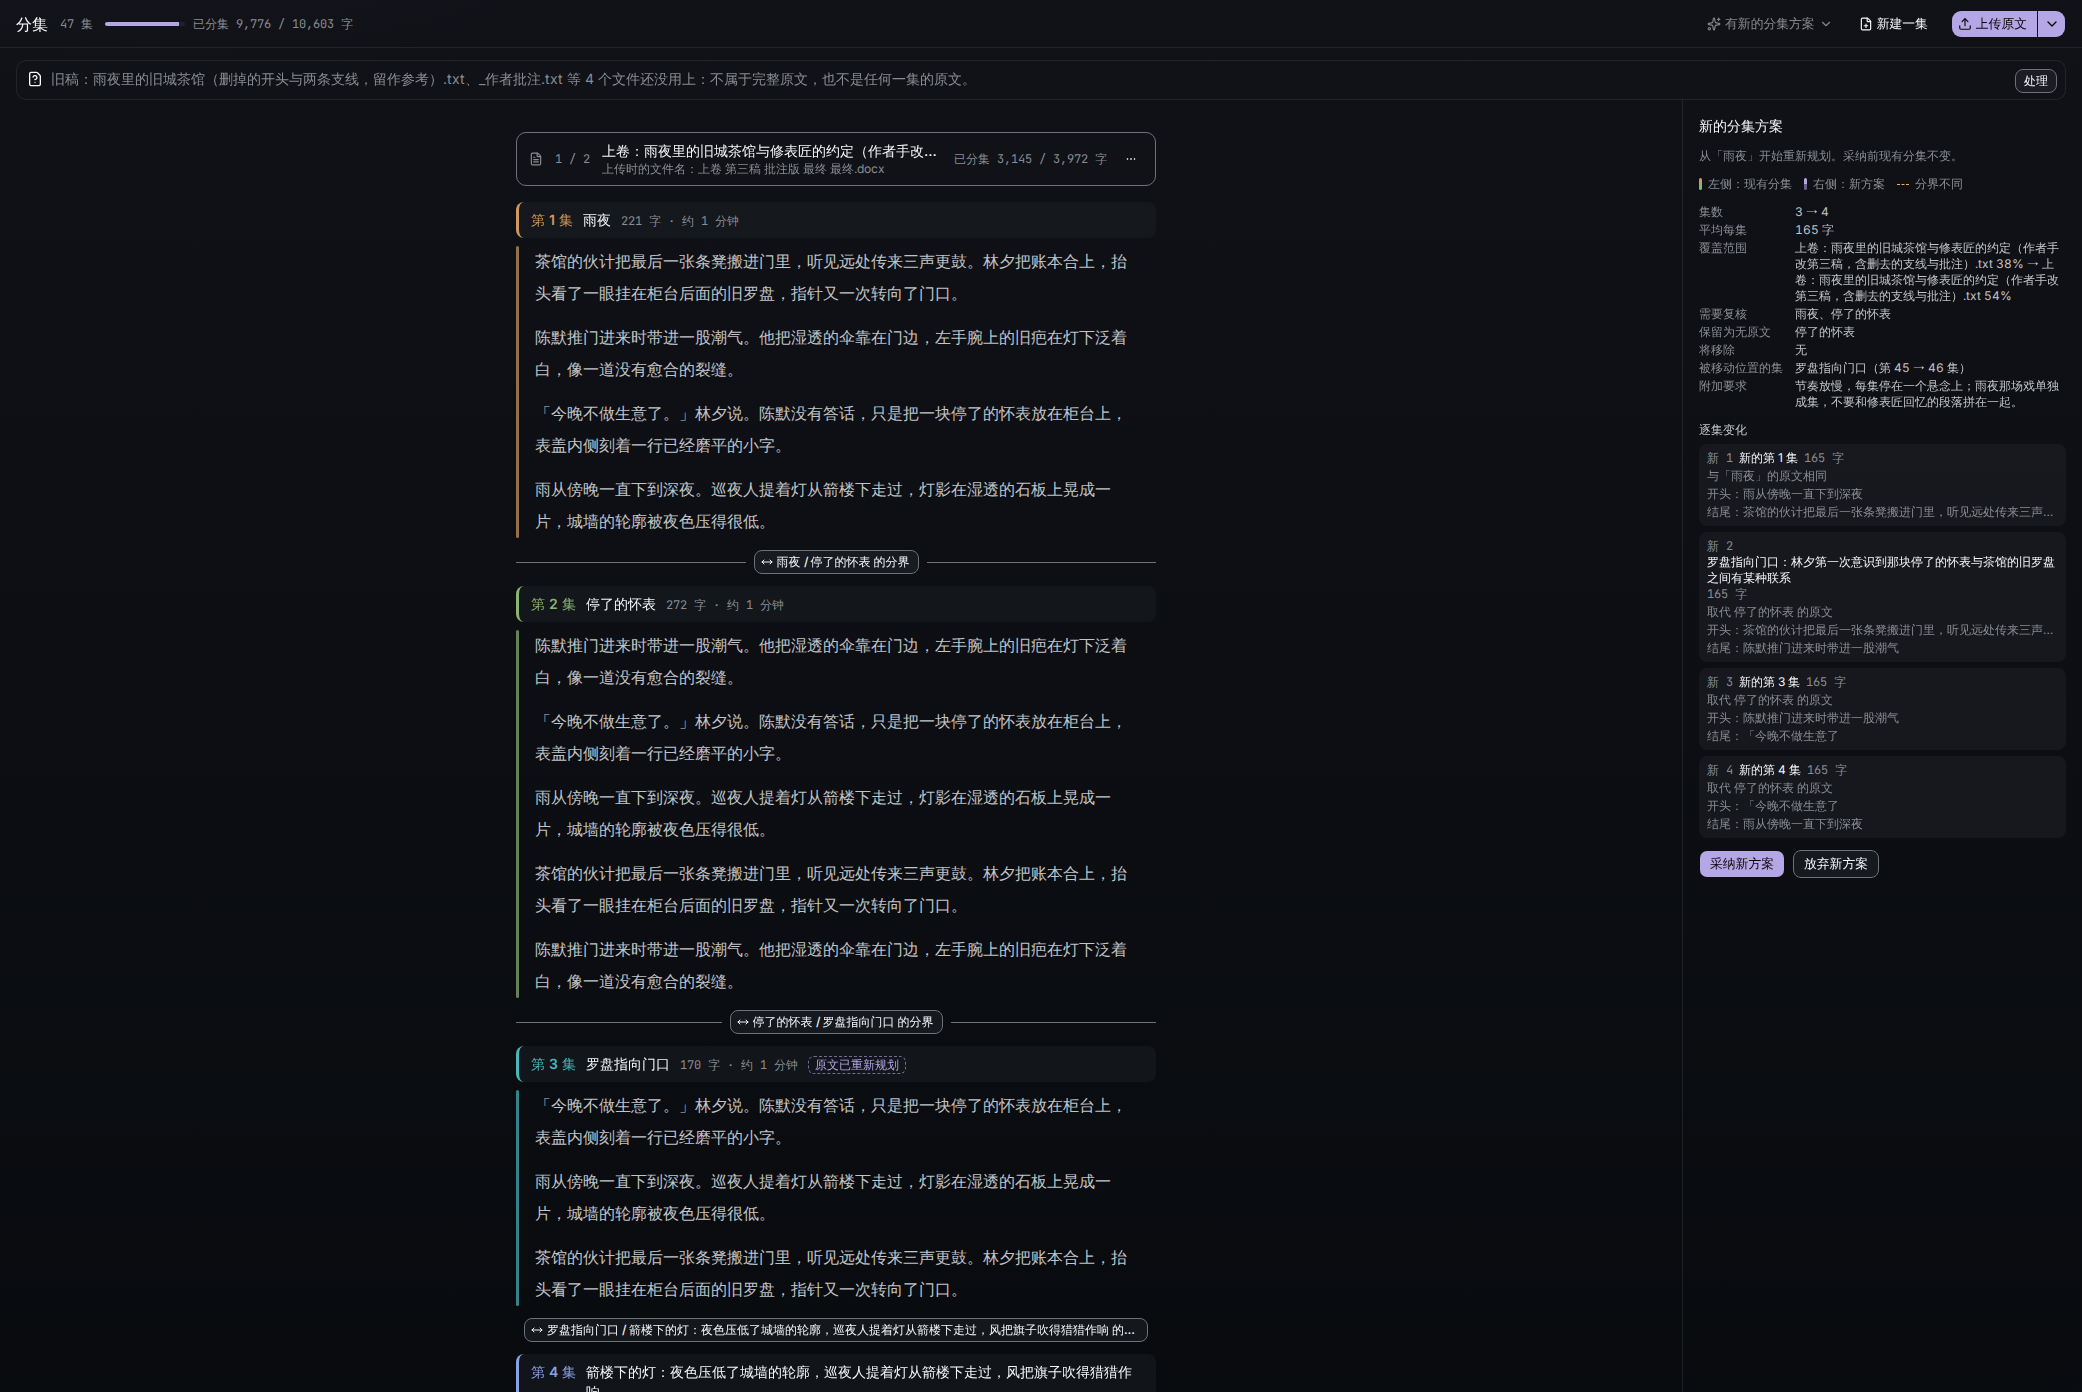 分集 47 集 已分集 9,776 / 10,603 字 有新的分集方案 新建一集 上传原文
旧稿：雨夜里的旧城茶馆（删掉的开头与两条支线，留作参考）.txt、_作者批注.txt 等 4 个文件还没用上：不属于完整原文，也不是任何一集的原文。 处理
1 / 2 上卷：雨夜里的旧城茶馆与修表匠的约定（作者手改… 已分集 3,145 / 3,972 字 …
上传时的文件名：上卷 第三稿 批注版 最终 最终.docx
第 1 集 雨夜 221 字 · 约 1 分钟
茶馆的伙计把最后一张条凳搬进门里，听见远处传来三声更鼓。林夕把账本合上，抬
头看了一眼挂在柜台后面的旧罗盘，指针又一次转向了门口。
陈默推门进来时带进一股潮气。他把湿透的伞靠在门边，左手腕上的旧疤在灯下泛着
白，像一道没有愈合的裂缝。
「今晚不做生意了。」林夕说。陈默没有答话，只是把一块停了的怀表放在柜台上，
表盖内侧刻着一行已经磨平的小字。
雨从傍晚一直下到深夜。巡夜人提着灯从箭楼下走过，灯影在湿透的石板上晃成一
片，城墙的轮廓被夜色压得很低。
雨夜 / 停了的怀表 的分界
第 2 集 停了的怀表 272 字 · 约 1 分钟
陈默推门进来时带进一股潮气。他把湿透的伞靠在门边，左手腕上的旧疤在灯下泛着
白，像一道没有愈合的裂缝。
「今晚不做生意了。」林夕说。陈默没有答话，只是把一块停了的怀表放在柜台上，
表盖内侧刻着一行已经磨平的小字。
雨从傍晚一直下到深夜。巡夜人提着灯从箭楼下走过，灯影在湿透的石板上晃成一
片，城墙的轮廓被夜色压得很低。
茶馆的伙计把最后一张条凳搬进门里，听见远处传来三声更鼓。林夕把账本合上，抬
头看了一眼挂在柜台后面的旧罗盘，指针又一次转向了门口。
陈默推门进来时带进一股潮气。他把湿透的伞靠在门边，左手腕上的旧疤在灯下泛着
白，像一道没有愈合的裂缝。
停了的怀表 / 罗盘指向门口 的分界
第 3 集 罗盘指向门口 170 字 · 约 1 分钟 原文已重新规划
「今晚不做生意了。」林夕说。陈默没有答话，只是把一块停了的怀表放在柜台上，
表盖内侧刻着一行已经磨平的小字。
雨从傍晚一直下到深夜。巡夜人提着灯从箭楼下走过，灯影在湿透的石板上晃成一
片，城墙的轮廓被夜色压得很低。
茶馆的伙计把最后一张条凳搬进门里，听见远处传来三声更鼓。林夕把账本合上，抬
头看了一眼挂在柜台后面的旧罗盘，指针又一次转向了门口。
罗盘指向门口 / 箭楼下的灯：夜色压低了城墙的轮廓，巡夜人提着灯从箭楼下走过，风把旗子吹得猎猎作响 的…
第 4 集 箭楼下的灯：夜色压低了城墙的轮廓，巡夜人提着灯从箭楼下走过，风把旗子吹得猎猎作
响
新的分集方案
从「雨夜」开始重新规划。采纳前现有分集不变。
左侧：现有分集 右侧：新方案 分界不同
集数 3 → 4
平均每集 165 字
覆盖范围 上卷：雨夜里的旧城茶馆与修表匠的约定（作者手
改第三稿，含删去的支线与批注）.txt 38% → 上
卷：雨夜里的旧城茶馆与修表匠的约定（作者手改
第三稿，含删去的支线与批注）.txt 54%
需要复核 雨夜、停了的怀表
保留为无原文 停了的怀表
将移除 无
被移动位置的集 罗盘指向门口（第 45 → 46 集）
附加要求 节奏放慢，每集停在一个悬念上；雨夜那场戏单独
成集，不要和修表匠回忆的段落拼在一起。
逐集变化
新 1 新的第 1 集 165 字
与「雨夜」的原文相同
开头：雨从傍晚一直下到深夜
结尾：茶馆的伙计把最后一张条凳搬进门里，听见远处传来三声…
新 2
罗盘指向门口：林夕第一次意识到那块停了的怀表与茶馆的旧罗盘
之间有某种联系
165 字
取代 停了的怀表 的原文
开头：茶馆的伙计把最后一张条凳搬进门里，听见远处传来三声…
结尾：陈默推门进来时带进一股潮气
新 3 新的第 3 集 165 字
取代 停了的怀表 的原文
开头：陈默推门进来时带进一股潮气
结尾：「今晚不做生意了
新 4 新的第 4 集 165 字
取代 停了的怀表 的原文
开头：「今晚不做生意了
结尾：雨从傍晚一直下到深夜
采纳新方案 放弃新方案